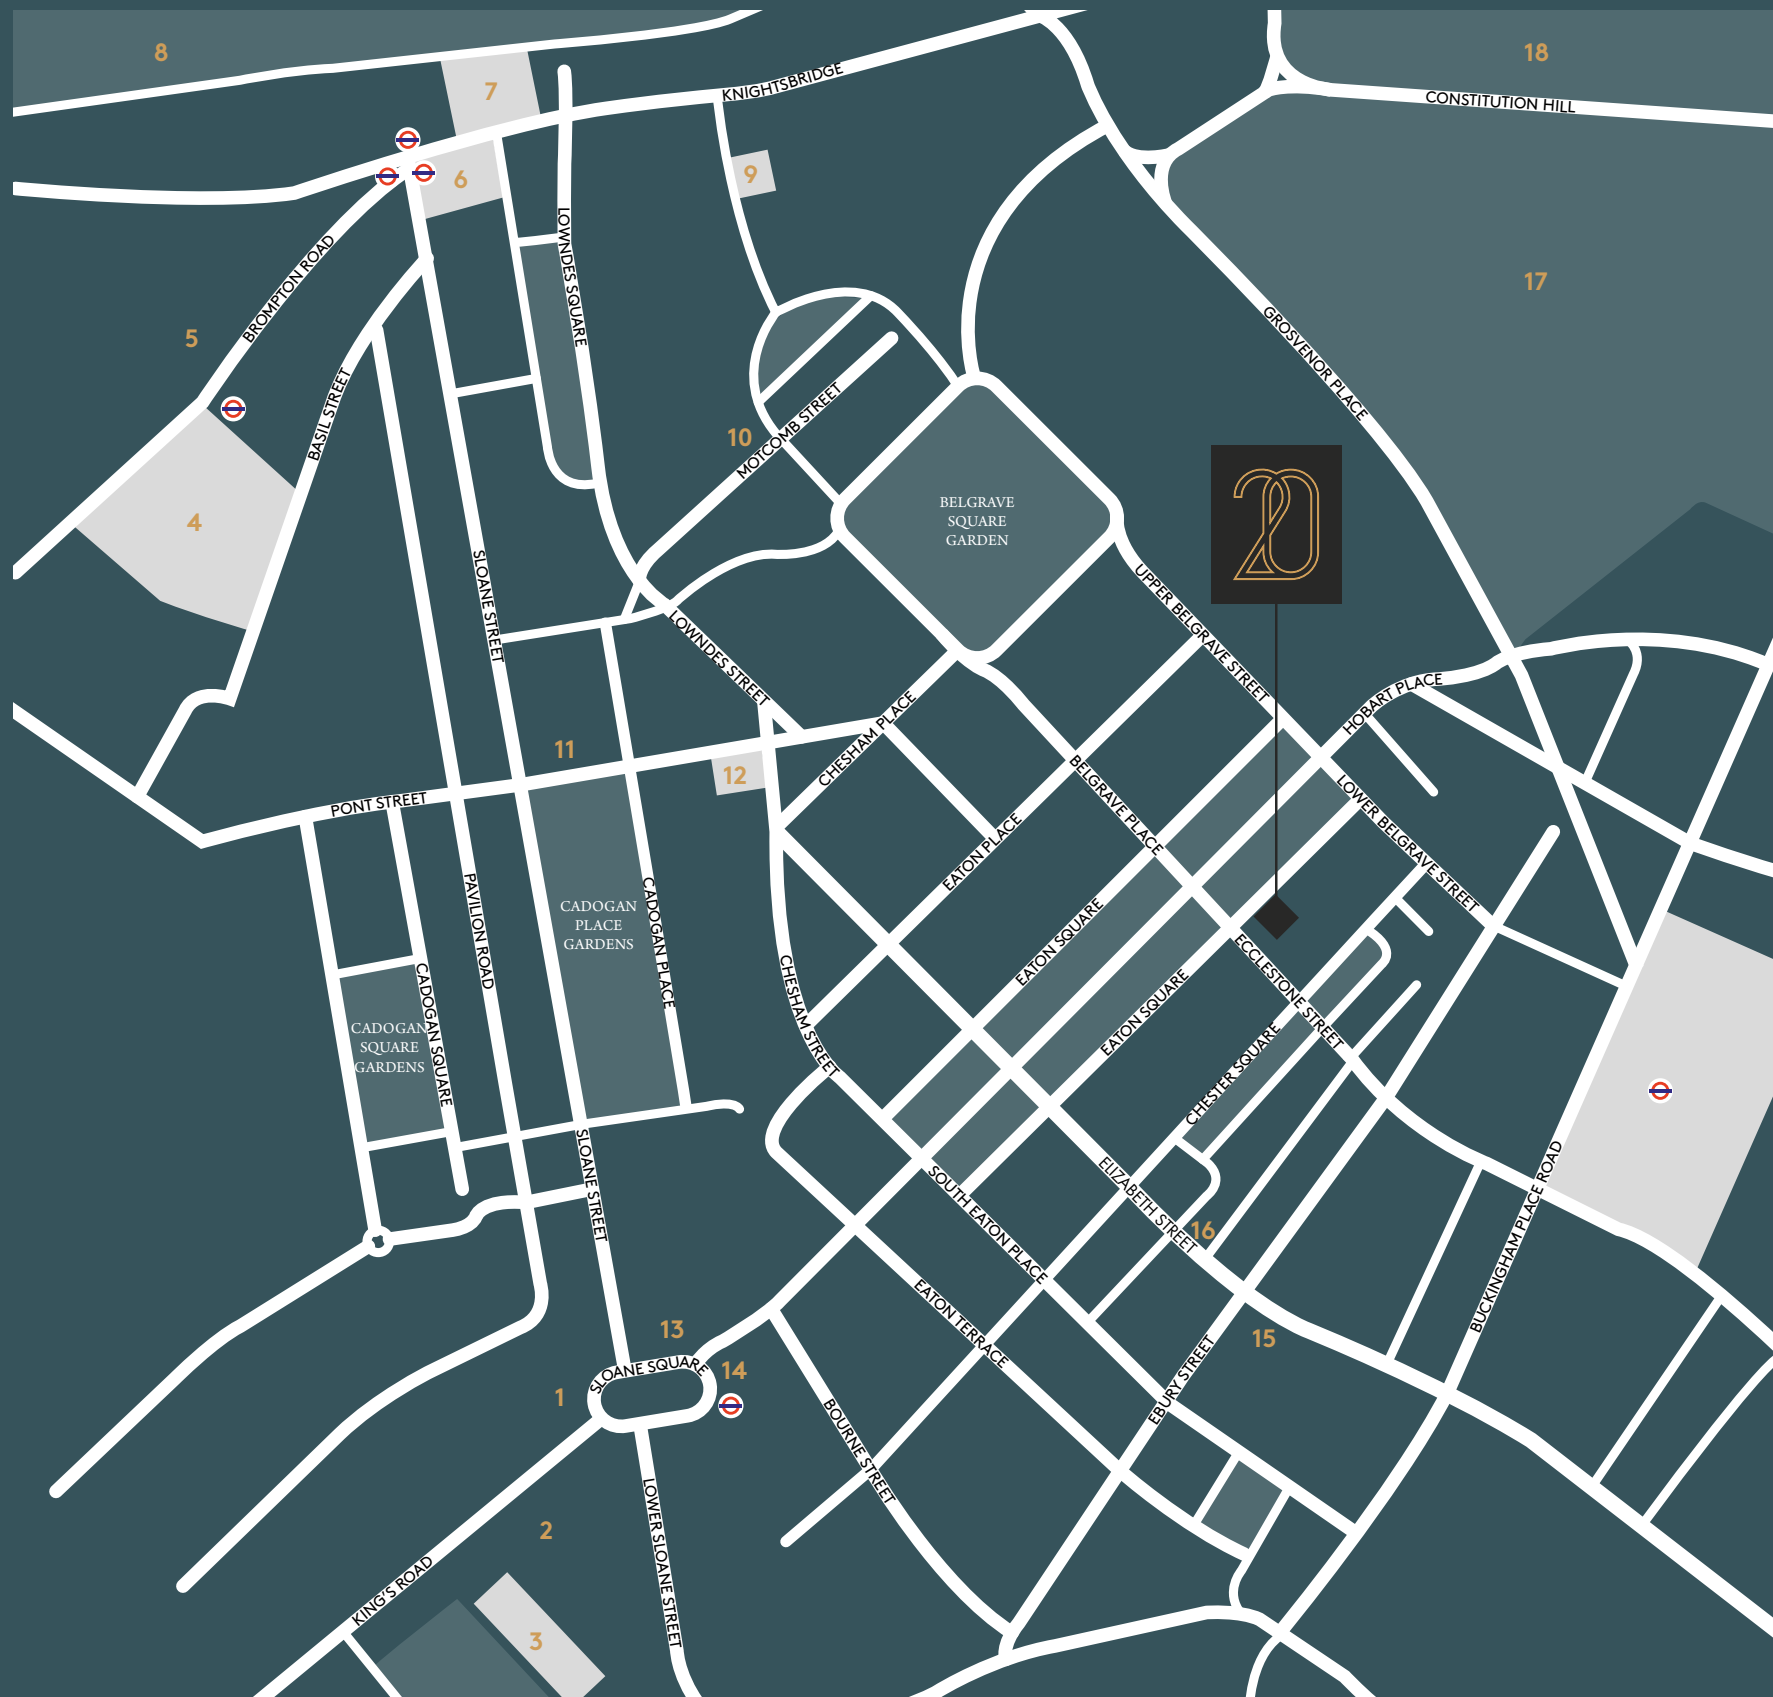 8
18
KNIGHTSBRIDGE
7
CONSTITUTION HILL
9
6
LOWNDES SQUARE
BROMPTON ROAD
17
5
GROSVENOR PLACE
BASIL STREET
MOTCOMB STREET
10
4
BELGRAVE
SQUARE
GARDEN
20
SLOANE STREET
UPPER BELGRAVE STREET
LOWNDES STREET
HOBART PLACE
CHESHAM PLACE
11
12
PONT STREET
BELGRAVE PLACE
LOWER BELGRAVE STREET
EATON PLACE
CADOGAN
PLACE
GARDENS
PAVILION ROAD
CADOGAN PLACE
EATON SQUARE
ECCLESTONE STREET
CHESHAM STREET
EATON SQUARE
CADOGAN SQUARE
CADOGAN
SQUARE
GARDENS
CHESTER SQUARE
SLOANE STREET
ELIZABETH STREET
SOUTH EATON PLACE
16
BUCKINGHAM PLACE ROAD
EATON TERRACE
13
15
SLOANE SQUARE
14
1
EBURY STREET
BOURNE STREET
LOWER SLOANE STREET
2
KING'S ROAD
3